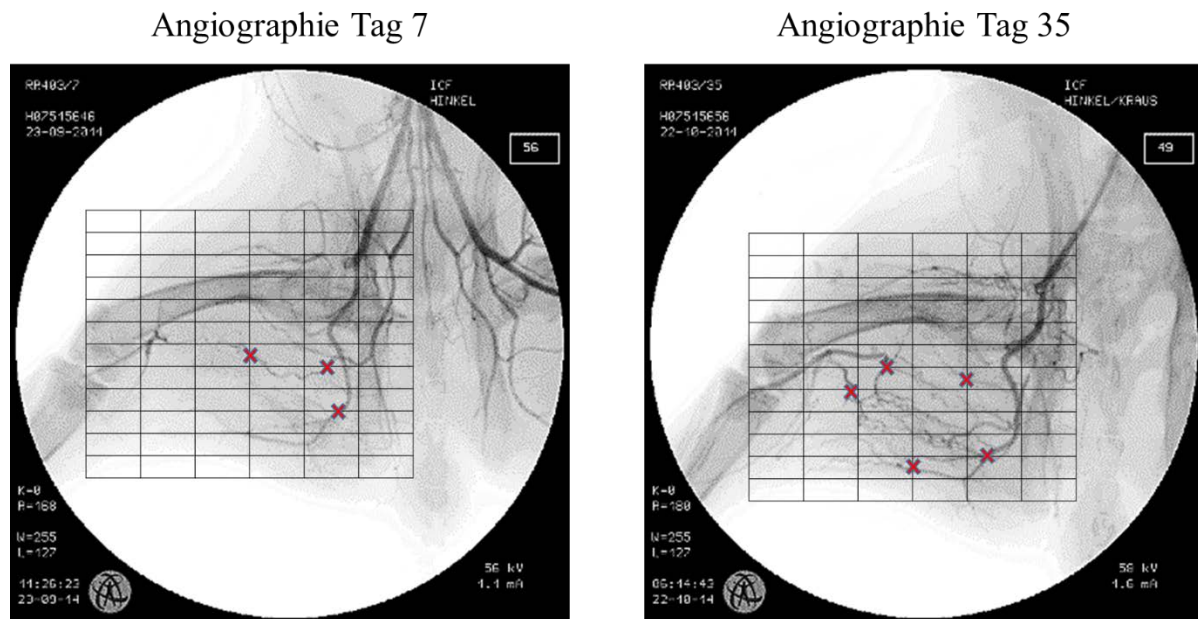 Angiographie Tag 7
RR403/7
H07515646
23-09-2014
ICF
HINKEL
56
K=0
R=168
W=255
L=127
11:26:23
23-09-14
56 kV
1.1 mA
Angiographie Tag 35
RR403/35
H07515656
22-10-2014
ICF
HINKEL/KRAUS
49
K=0
R=180
W=255
L=127
06:14:43
22-10-14
58 kV
1.6 mA